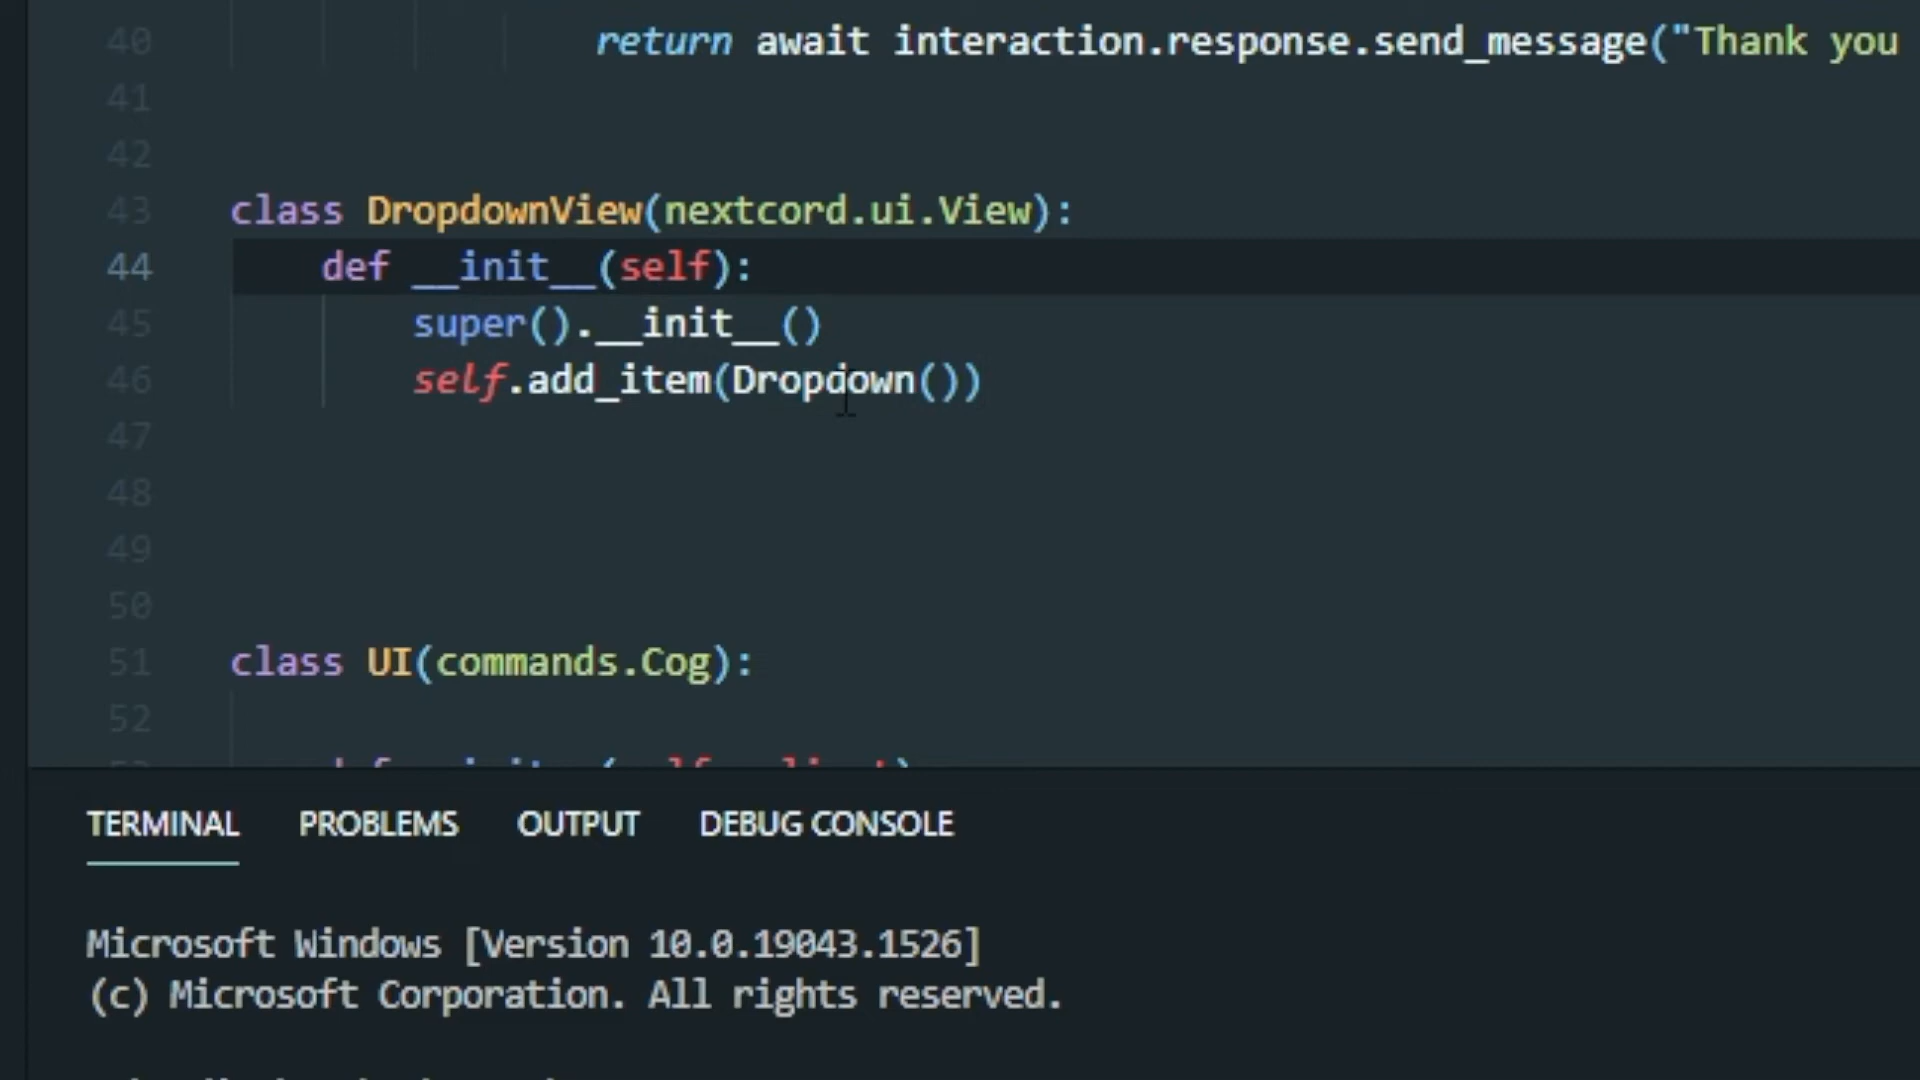 40 return await interaction.response.send_message("Thank you
41
42
43 class DropdownView(nextcord.ui.View):
44 def __init__(self):
45 super().__init__()
46 self.add_item(Dropdown())
47
48
49
50
51 class UI(commands.Cog):
52
TERMINAL PROBLEMS OUTPUT DEBUG CONSOLE
Microsoft Windows [Version 10.0.19043.1526]
(c) Microsoft Corporation. All rights reserved.